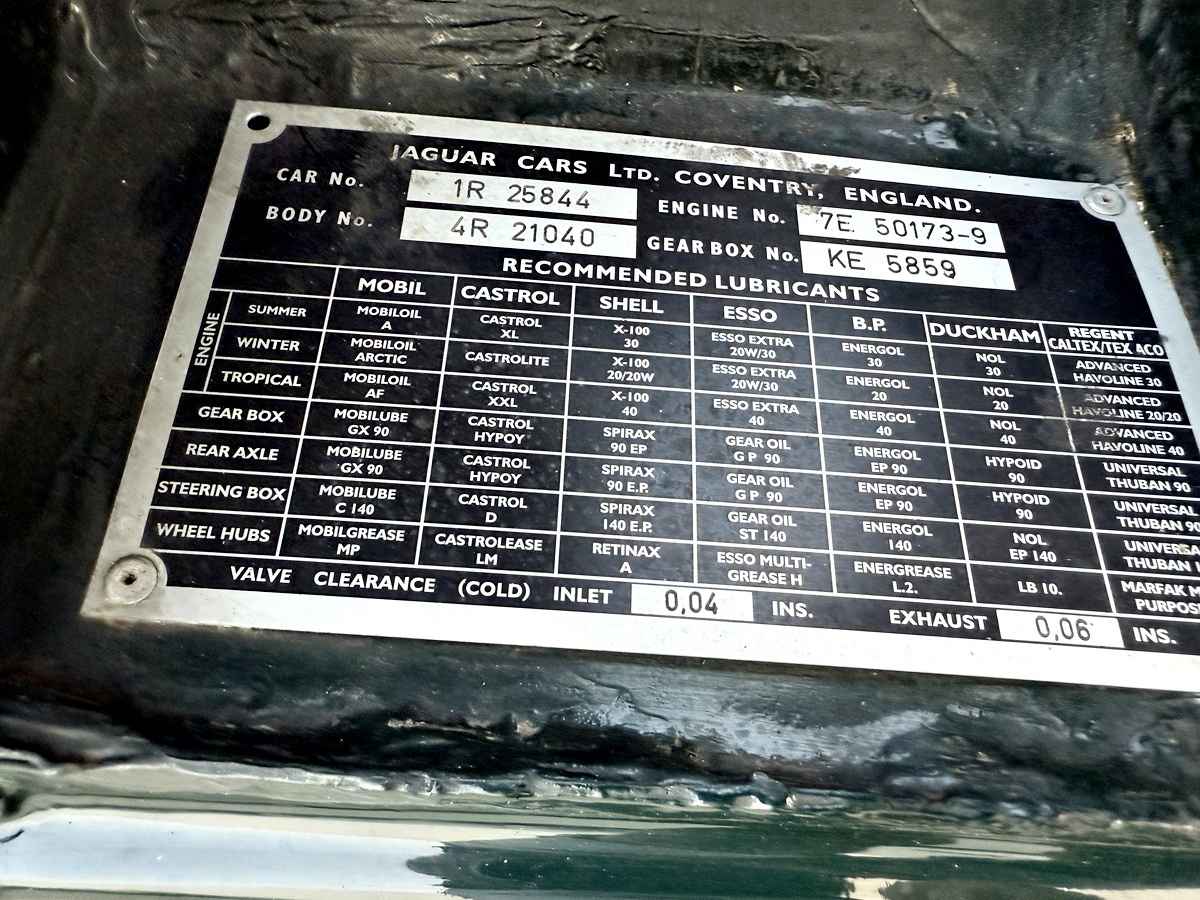 JAGUAR CARS LTD. COVENTRY, ENGLAND.
CAR No. 1R 25844 ENGINE No. 7E 50173-9
BODY No. 4R 21040 GEAR BOX No. KE 5859
RECOMMENDED LUBRICANTS
MOBIL CASTROL SHELL ESSO B.P. DUCKHAM REGENT CALTEX/TEXACO
ENGINE
SUMMER MOBILOIL A CASTROL XL X-100 30 ESSO EXTRA 20W/30 ENERGOL 30 NOL 30 ADVANCED HAVOLINE 30
WINTER MOBILOIL ARCTIC CASTROLITE X-100 20/20W ESSO EXTRA 20W/30 ENERGOL 20 NOL 20 ADVANCED HAVOLINE 20/20
TROPICAL MOBILOIL AF CASTROL XXL X-100 40 ESSO EXTRA 40 ENERGOL 40 NOL 40 ADVANCED HAVOLINE 40
GEAR BOX MOBILUBE GX 90 CASTROL HYPOY SPIRAX 90 EP GEAR OIL GP 90 ENERGOL EP 90 HYPOID 90 UNIVERSAL THUBAN 90
REAR AXLE MOBILUBE GX 90 CASTROL HYPOY SPIRAX 90 E.P. GEAR OIL GP 90 ENERGOL EP 90 HYPOID 90 UNIVERSAL THUBAN 90
STEERING BOX MOBILUBE C 140 CASTROL D SPIRAX 140 E.P. GEAR OIL ST 140 ENERGOL 140 NOL EP 140 UNIVERSA THUBAN
WHEEL HUBS MOBILGREASE MP CASTROLEASE LM RETINAX A ESSO MULTI-GREASE H ENERGREASE L.2. LB 10. MARFAK PURPOS
VALVE CLEARANCE (COLD) INLET 0,04 INS. EXHAUST 0,06 INS.